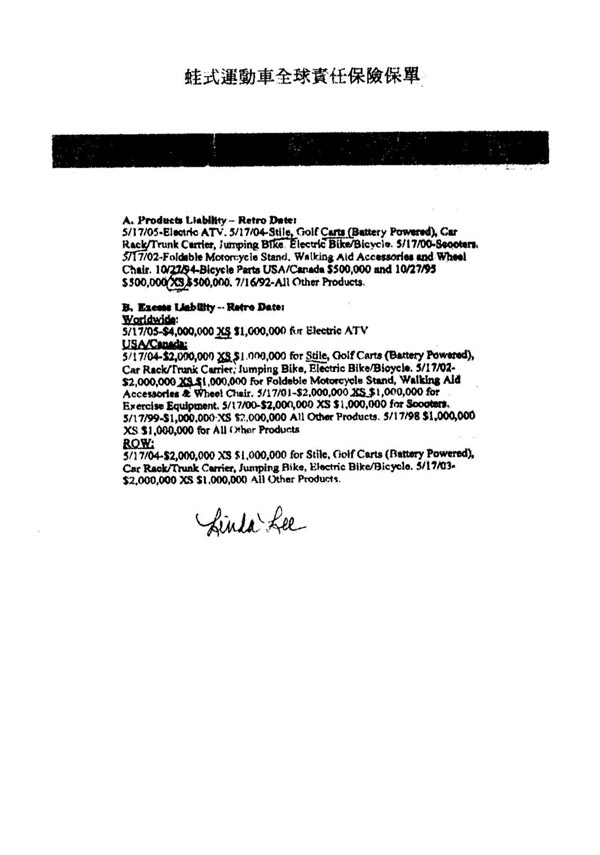 蛙式運動車全球責任保險保單
A. Products Liability – Retro Date:
5/17/05-Electric ATV. 5/17/04-Stile, Golf Carts (Battery Powered), Car
Rack/Trunk Carrier, Jumping Bike. Electric Bike/Bicycle. 5/17/00-Scooters.
5/17/02-Foldable Motorcycle Stand, Walking Aid Accessories and Wheel
Chair. 10/27/94-Bicycle Parts USA/Canada $500,000 and 10/27/95
$500,000 XS $500,000. 7/16/92-All Other Products.
B. Excess Liability -- Retro Date:
Worldwide:
5/17/05-$4,000,000 XS $1,000,000 for Electric ATV
USA/Canada:
5/17/04-$2,000,000 XS $1,000,000 for Stile, Golf Carts (Battery Powered),
Car Rack/Trunk Carrier, Jumping Bike, Electric Bike/Bicycle. 5/17/02-
$2,000,000 XS $1,000,000 for Foldeble Motorcycle Stand, Walking Aid
Accessories & Wheel Chair. 5/17/01-$2,000,000 XS $1,000,000 for
Exercise Equipment. 5/17/00-$2,000,000 XS $1,000,000 for Scooters.
5/17/99-$1,000,000-XS $2,000,000 All Other Products. 5/17/98 $1,000,000
XS $1,000,000 for All Other Products
ROW:
5/17/04-$2,000,000 XS $1,000,000 for Stile, Golf Carts (Battery Powered),
Car Rack/Trunk Carrier, Jumping Bike, Electric Bike/Bicycle. 5/17/03-
$2,000,000 XS $1,000,000 All Other Products.
Linda Lee